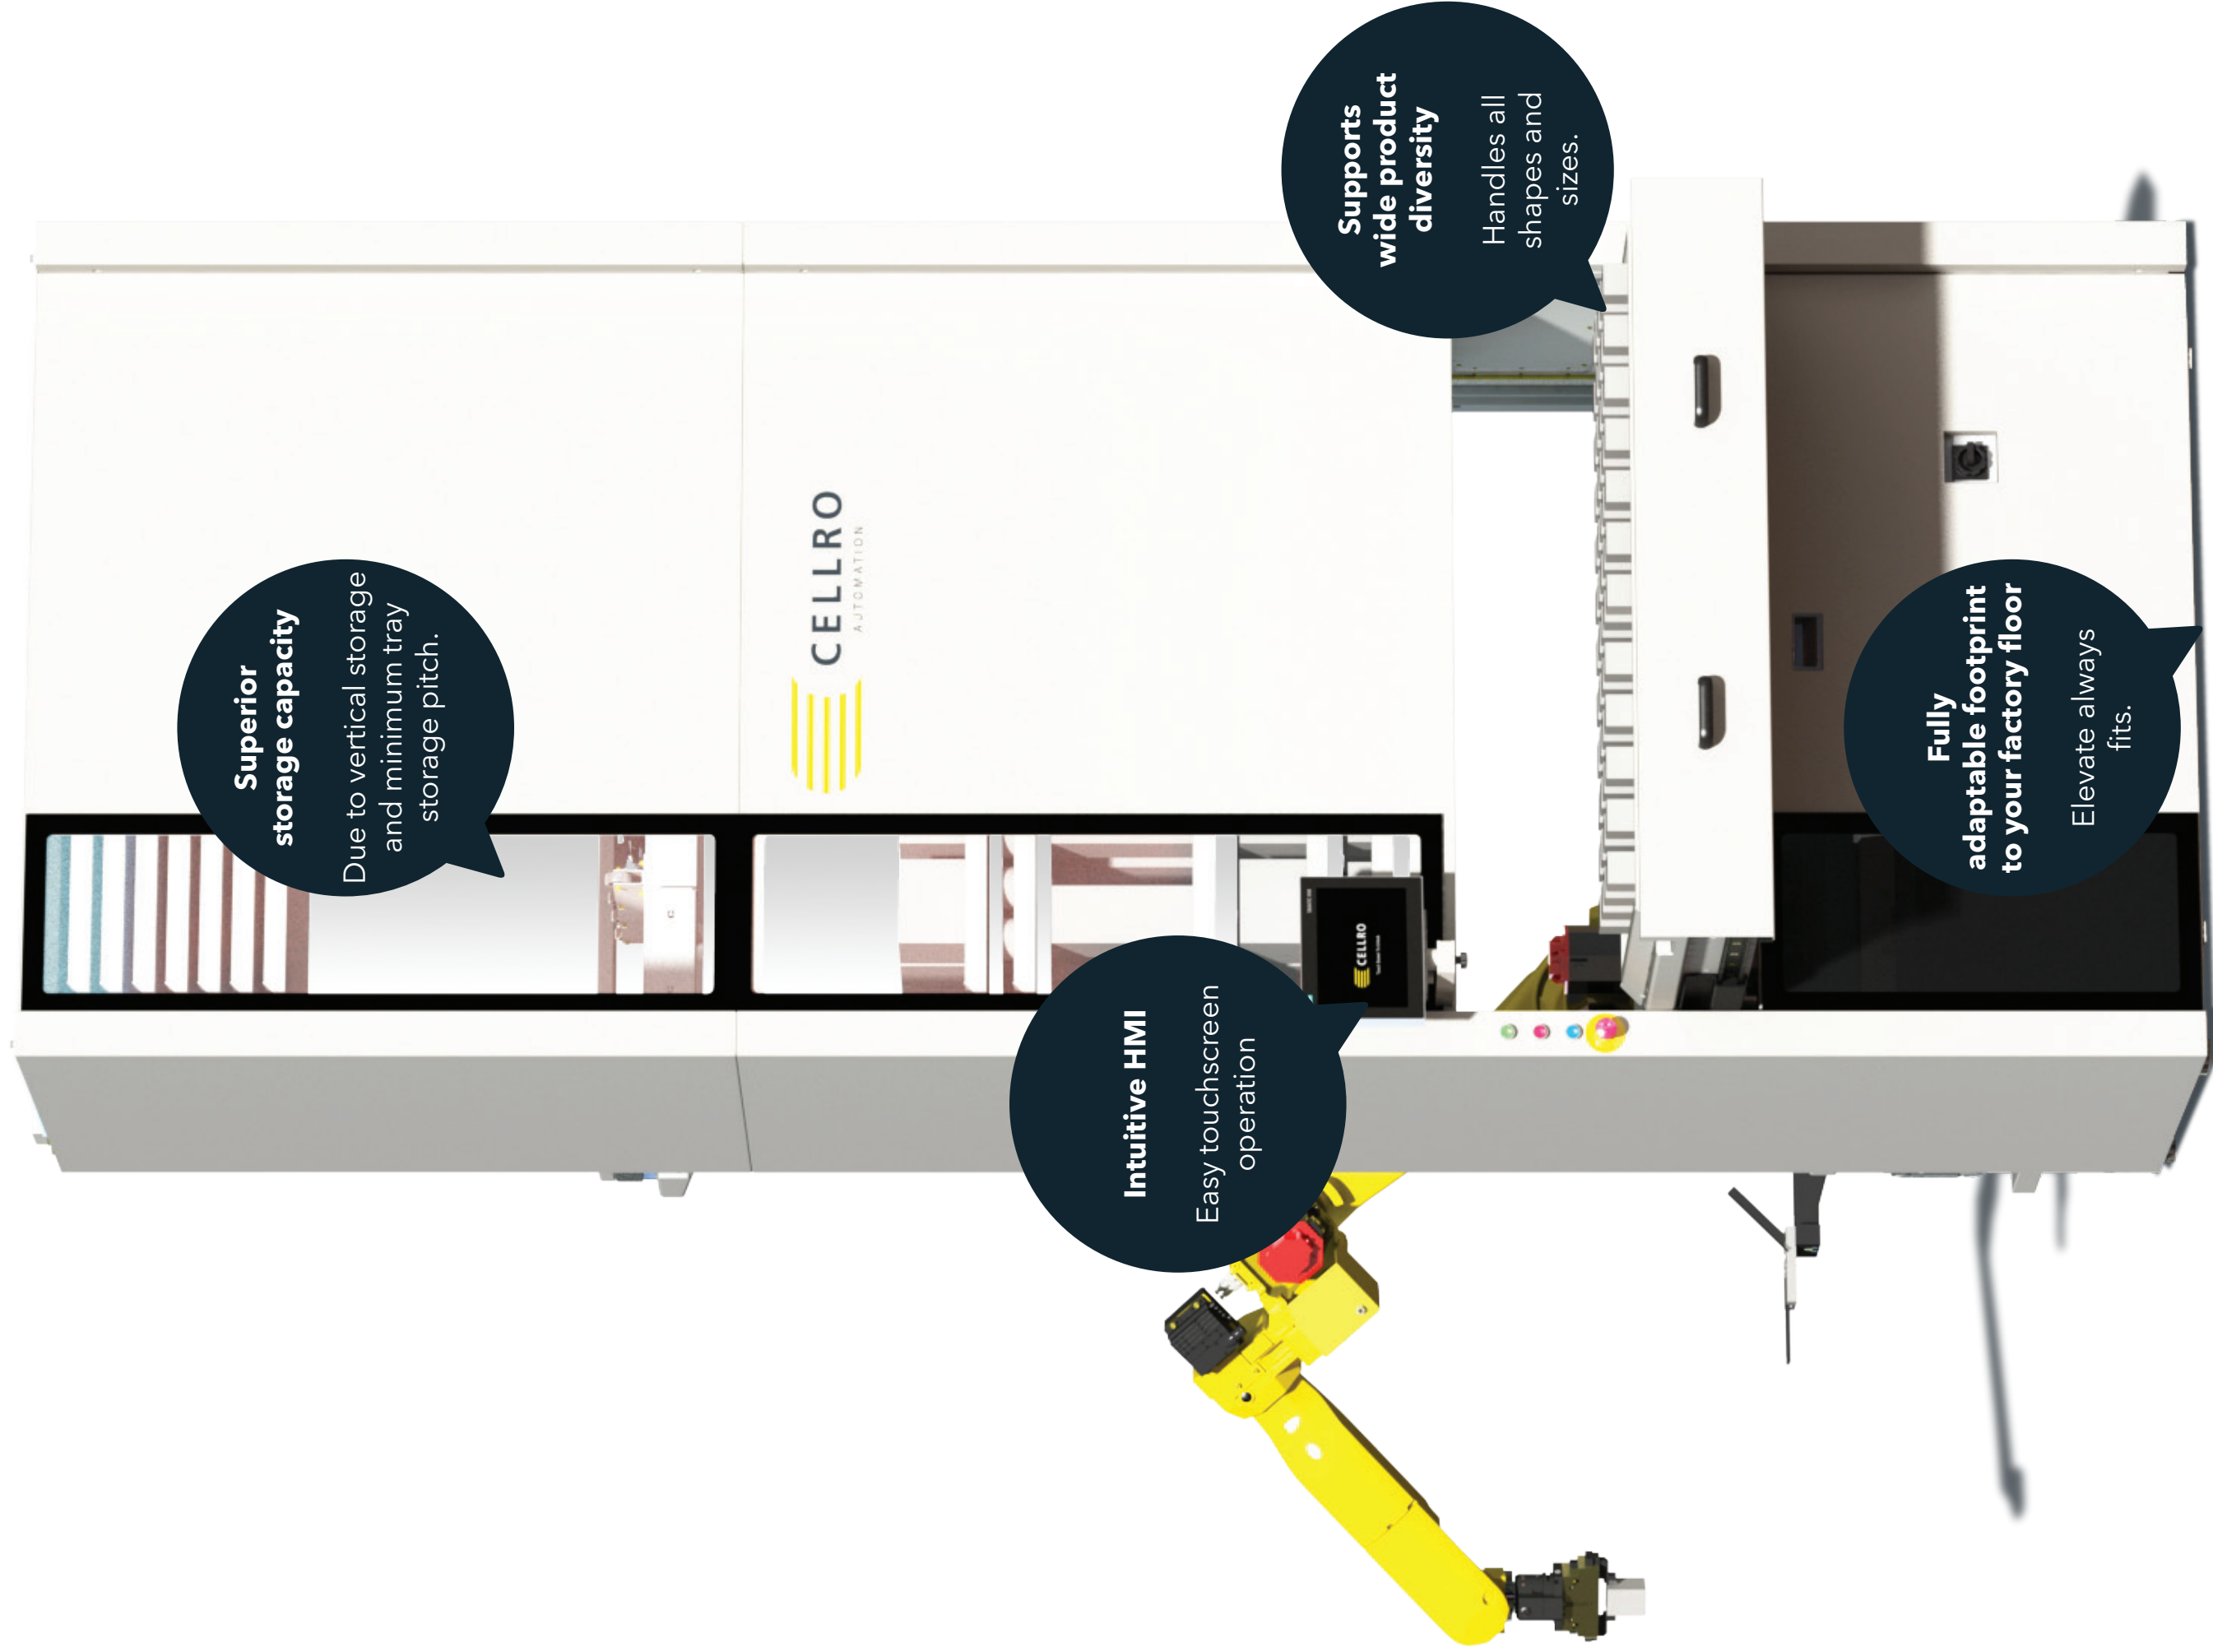 Superior
storage capacity
Due to vertical storage
and minimum tray
storage pitch.
CELLRO
AUTOMATION
Intuitive HMI
Easy touchscreen
operation
CELLRO
Supports
wide product
diversity
Handles all
shapes and
sizes.
Fully
adaptable footprint
to your factory floor
Elevate always
fits.